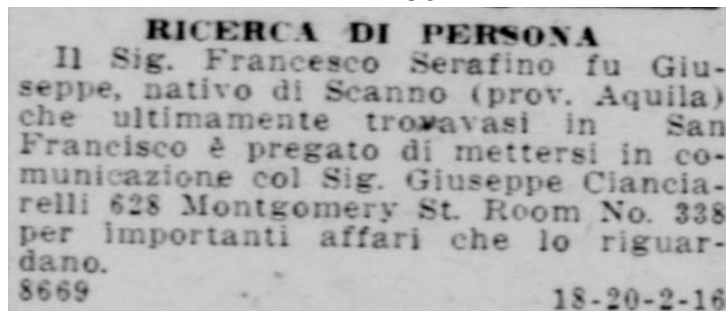 RICERCA DI PERSONA
Il Sig. Francesco Serafino fu Giu-
seppe, nativo di Scanno (prov. Aquila)
che ultimamente trovavasi in San
Francisco è pregato di mettersi in co-
municazione col Sig. Giuseppe Ciancia-
relli 628 Montgomery St. Room No. 338
per importanti affari che lo riguar-
dano.
8669 18-20-2-16